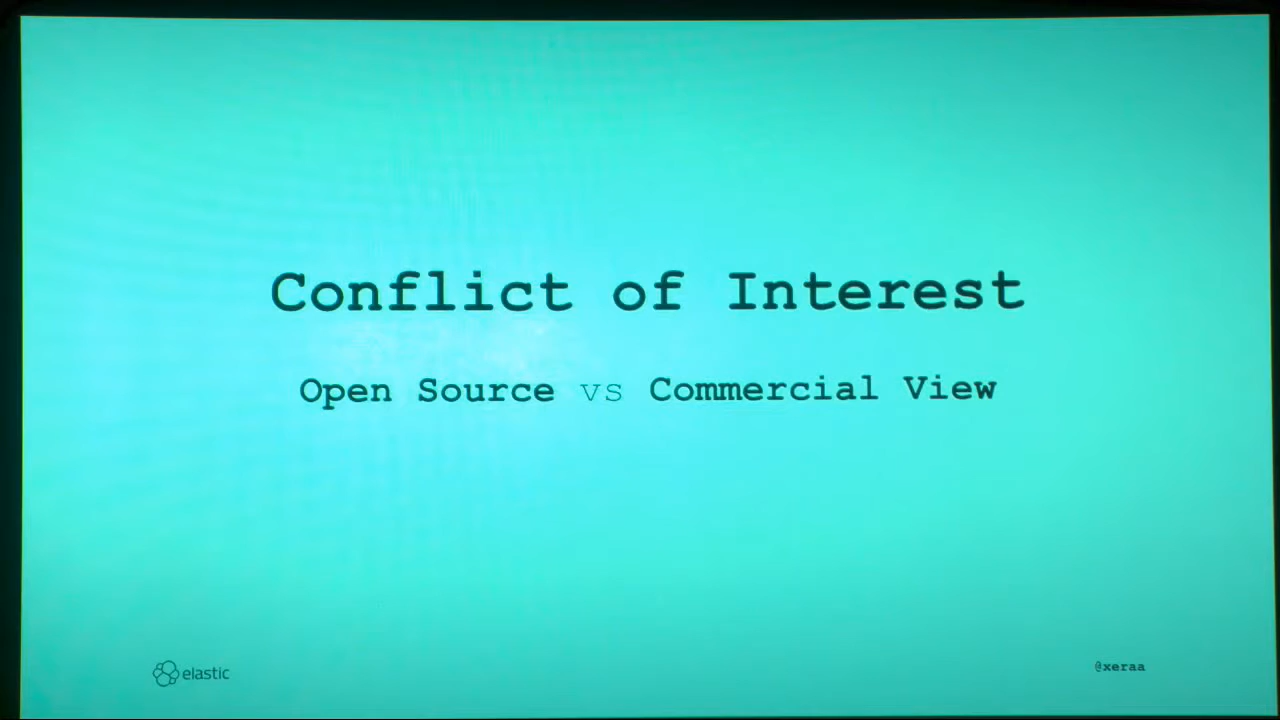 Conflict of Interest
Open Source vs Commercial View
elastic
@xeraa